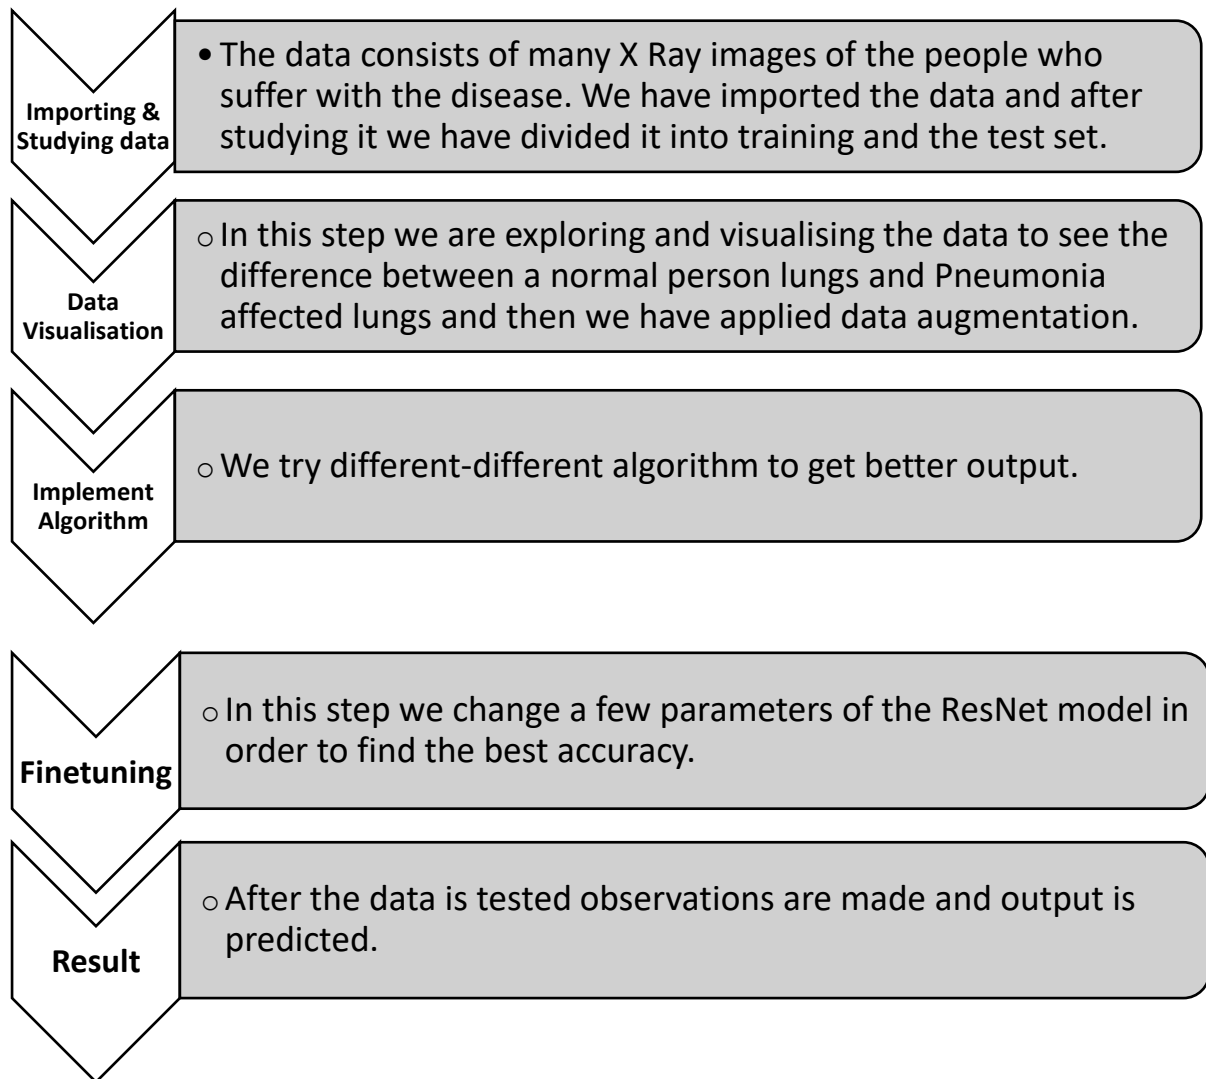 Importing &
Studying data
• The data consists of many X Ray images of the people who
suffer with the disease. We have imported the data and after
studying it we have divided it into training and the test set.
Data
Visualisation
○ In this step we are exploring and visualising the data to see the
difference between a normal person lungs and Pneumonia
affected lungs and then we have applied data augmentation.
Implement
Algorithm
○ We try different-different algorithm to get better output.
Finetuning
○ In this step we change a few parameters of the ResNet model in
order to find the best accuracy.
Result
○ After the data is tested observations are made and output is
predicted.